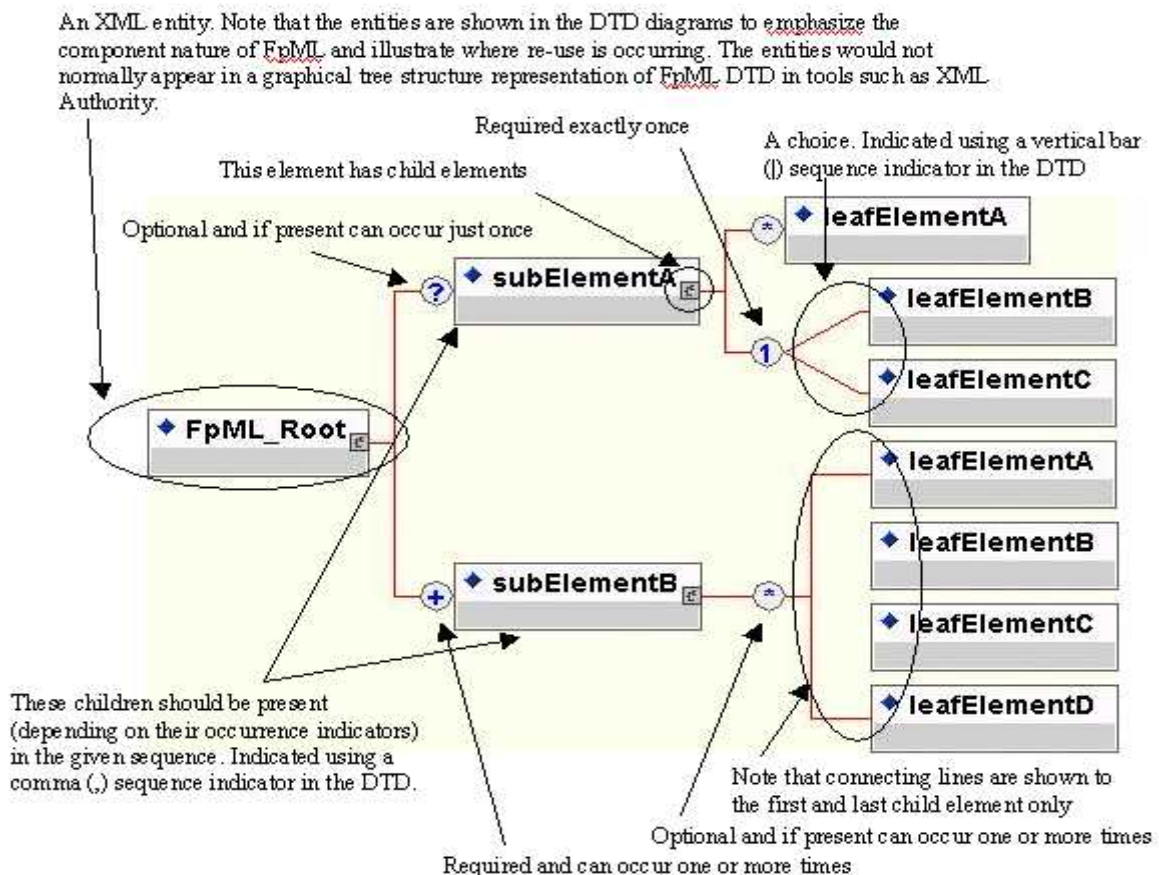 An XML entity. Note that the entities are shown in the DTD diagrams to emphasize the
component nature of FpML and illustrate where re-use is occurring. The entities would not
normally appear in a graphical tree structure representation of FpML DTD in tools such as XML
Authority.
Required exactly once
A choice. Indicated using a vertical bar
(|) sequence indicator in the DTD
This element has child elements
Optional and if present can occur just once
*
leafElementA
?
subElementA
leafElementB
1
leafElementC
FpML_Root
leafElementA
leafElementB
+
subElementB
*
leafElementC
leafElementD
These children should be present
(depending on their occurrence indicators)
in the given sequence. Indicated using a
comma (,) sequence indicator in the DTD.
Note that connecting lines are shown to
the first and last child element only
Optional and if present can occur one or more times
Required and can occur one or more times